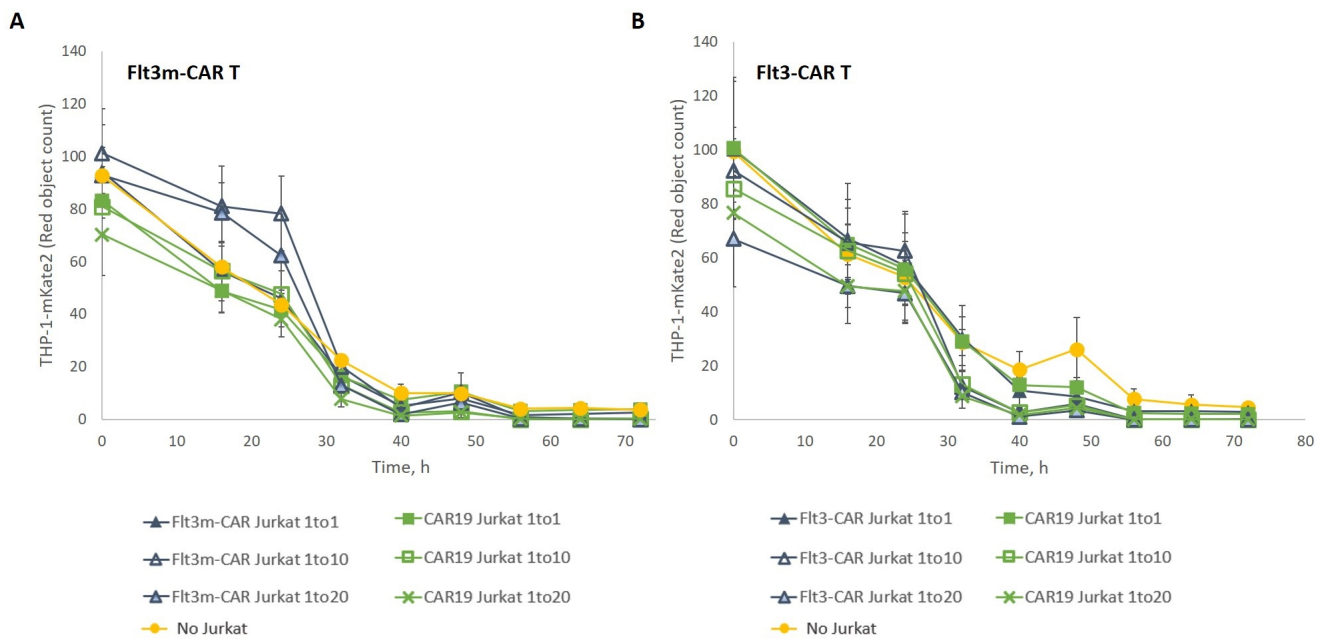 A
B
Flt3m-CAR T
Flt3-CAR T
THP-1-mKate2 (Red object count)
140
120
100
80
60
40
20
0
0 10 20 30 40 50 60 70
Time, h
THP-1-mKate2 (Red object count)
140
120
100
80
60
40
20
0
0 10 20 30 40 50 60 70 80
Time, h
Flt3m-CAR Jurkat 1to1
CAR19 Jurkat 1to1
Flt3m-CAR Jurkat 1to10
CAR19 Jurkat 1to10
Flt3m-CAR Jurkat 1to20
CAR19 Jurkat 1to20
No Jurkat
Flt3-CAR Jurkat 1to1
CAR19 Jurkat 1to1
Flt3-CAR Jurkat 1to10
CAR19 Jurkat 1to10
Flt3-CAR Jurkat 1to20
CAR19 Jurkat 1to20
No Jurkat